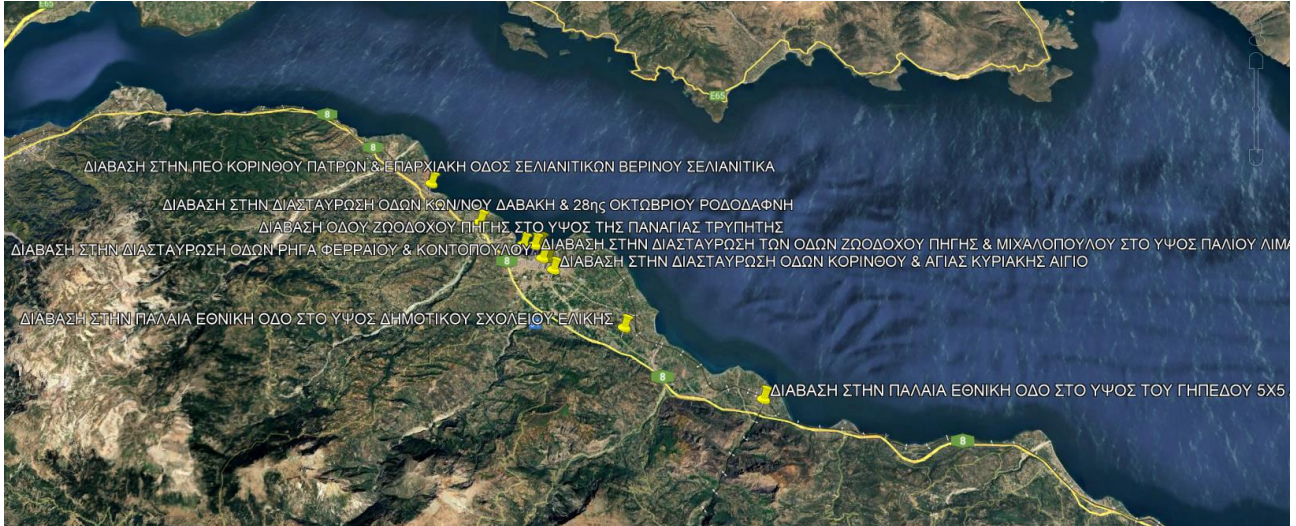 E65
E65
8
8
ΔΙΑΒΑΣΗ ΣΤΗΝ ΠΕΟ ΚΟΡΙΝΘΟΥ ΠΑΤΡΩΝ & ΕΠΑΡΧΙΑΚΗ ΟΔΟΣ ΣΕΛΙΑΝΙΤΙΚΩΝ ΒΕΡΙΝΟΥ ΣΕΛΙΑΝΙΤΙΚΑ
ΔΙΑΒΑΣΗ ΣΤΗΝ ΔΙΑΣΤΑΥΡΩΣΗ ΟΔΩΝ ΚΩΝ/ΝΟΥ ΔΑΒΑΚΗ & 28ης ΟΚΤΩΒΡΙΟΥ ΡΟΔΟΔΑΦΝΗ
ΔΙΑΒΑΣΗ ΟΔΟΥ ΖΩΟΔΟΧΟΥ ΠΗΓΗΣ ΣΤΟ ΥΨΟΣ ΤΗΣ ΠΑΝΑΓΙΑΣ ΤΡΥΠΗΤΗΣ
ΔΙΑΒΑΣΗ ΣΤΗΝ ΔΙΑΣΤΑΥΡΩΣΗ ΟΔΩΝ ΡΗΓΑ ΦΕΡΡΑΙΟΥ & ΚΟΝΤΟΠΟΥΛΟΥ
ΔΙΑΒΑΣΗ ΣΤΗΝ ΔΙΑΣΤΑΥΡΩΣΗ ΤΩΝ ΟΔΩΝ ΖΩΟΔΟΧΟΥ ΠΗΓΗΣ & ΜΙΧΑΛΟΠΟΥΛΟΥ ΣΤΟ ΥΨΟΣ ΠΑΛΙΟΥ ΛΙΜΑ
8
ΔΙΑΒΑΣΗ ΣΤΗΝ ΔΙΑΣΤΑΥΡΩΣΗ ΟΔΩΝ ΚΟΡΙΝΘΟΥ & ΑΓΙΑΣ ΚΥΡΙΑΚΗΣ ΑΙΓΙΟ
ΔΙΑΒΑΣΗ ΣΤΗΝ ΠΑΛΑΙΑ ΕΘΝΙΚΗ ΟΔΟ ΣΤΟ ΥΨΟΣ ΔΗΜΟΤΙΚΟΥ ΣΧΟΛΕΙΟΥ ΕΛΙΚΗΣ
8
ΔΙΑΒΑΣΗ ΣΤΗΝ ΠΑΛΑΙΑ ΕΘΝΙΚΗ ΟΔΟ ΣΤΟ ΥΨΟΣ ΤΟΥ ΓΗΠΕΔΟΥ 5Χ5
8